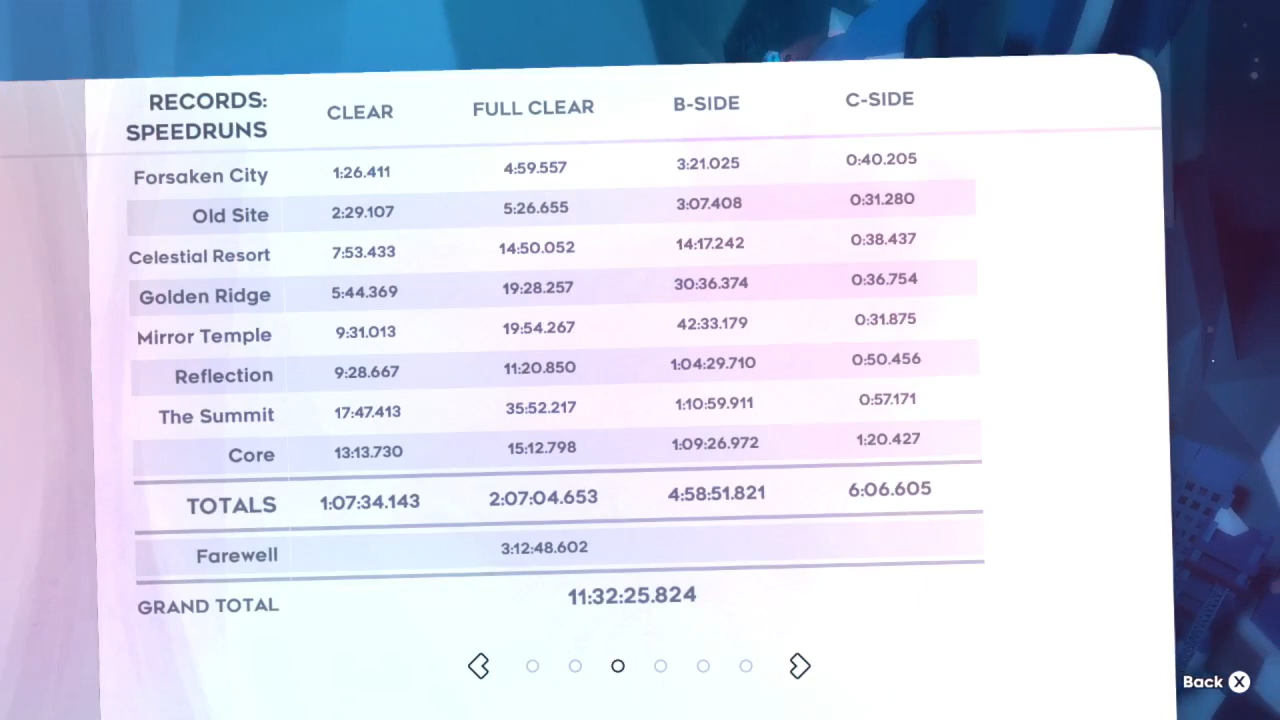 RECORDS: SPEEDRUNS CLEAR FULL CLEAR B-SIDE C-SIDE
Forsaken City 1:26.411 4:59.557 3:21.025 0:40.205
Old Site 2:29.107 5:26.655 3:07.408 0:31.280
Celestial Resort 7:53.433 14:50.052 14:17.242 0:38.437
Golden Ridge 5:44.369 19:28.257 30:36.374 0:36.754
Mirror Temple 9:31.013 19:54.267 42:33.179 0:31.875
Reflection 9:28.667 11:20.850 1:04:29.710 0:50.456
The Summit 17:47.413 35:52.217 1:10:59.911 0:57.171
Core 13:13.730 15:12.798 1:09:26.972 1:20.427
TOTALS 1:07:34.143 2:07:04.653 4:58:51.821 6:06.605
Farewell 3:12:48.602
GRAND TOTAL 11:32:25.824
Back X